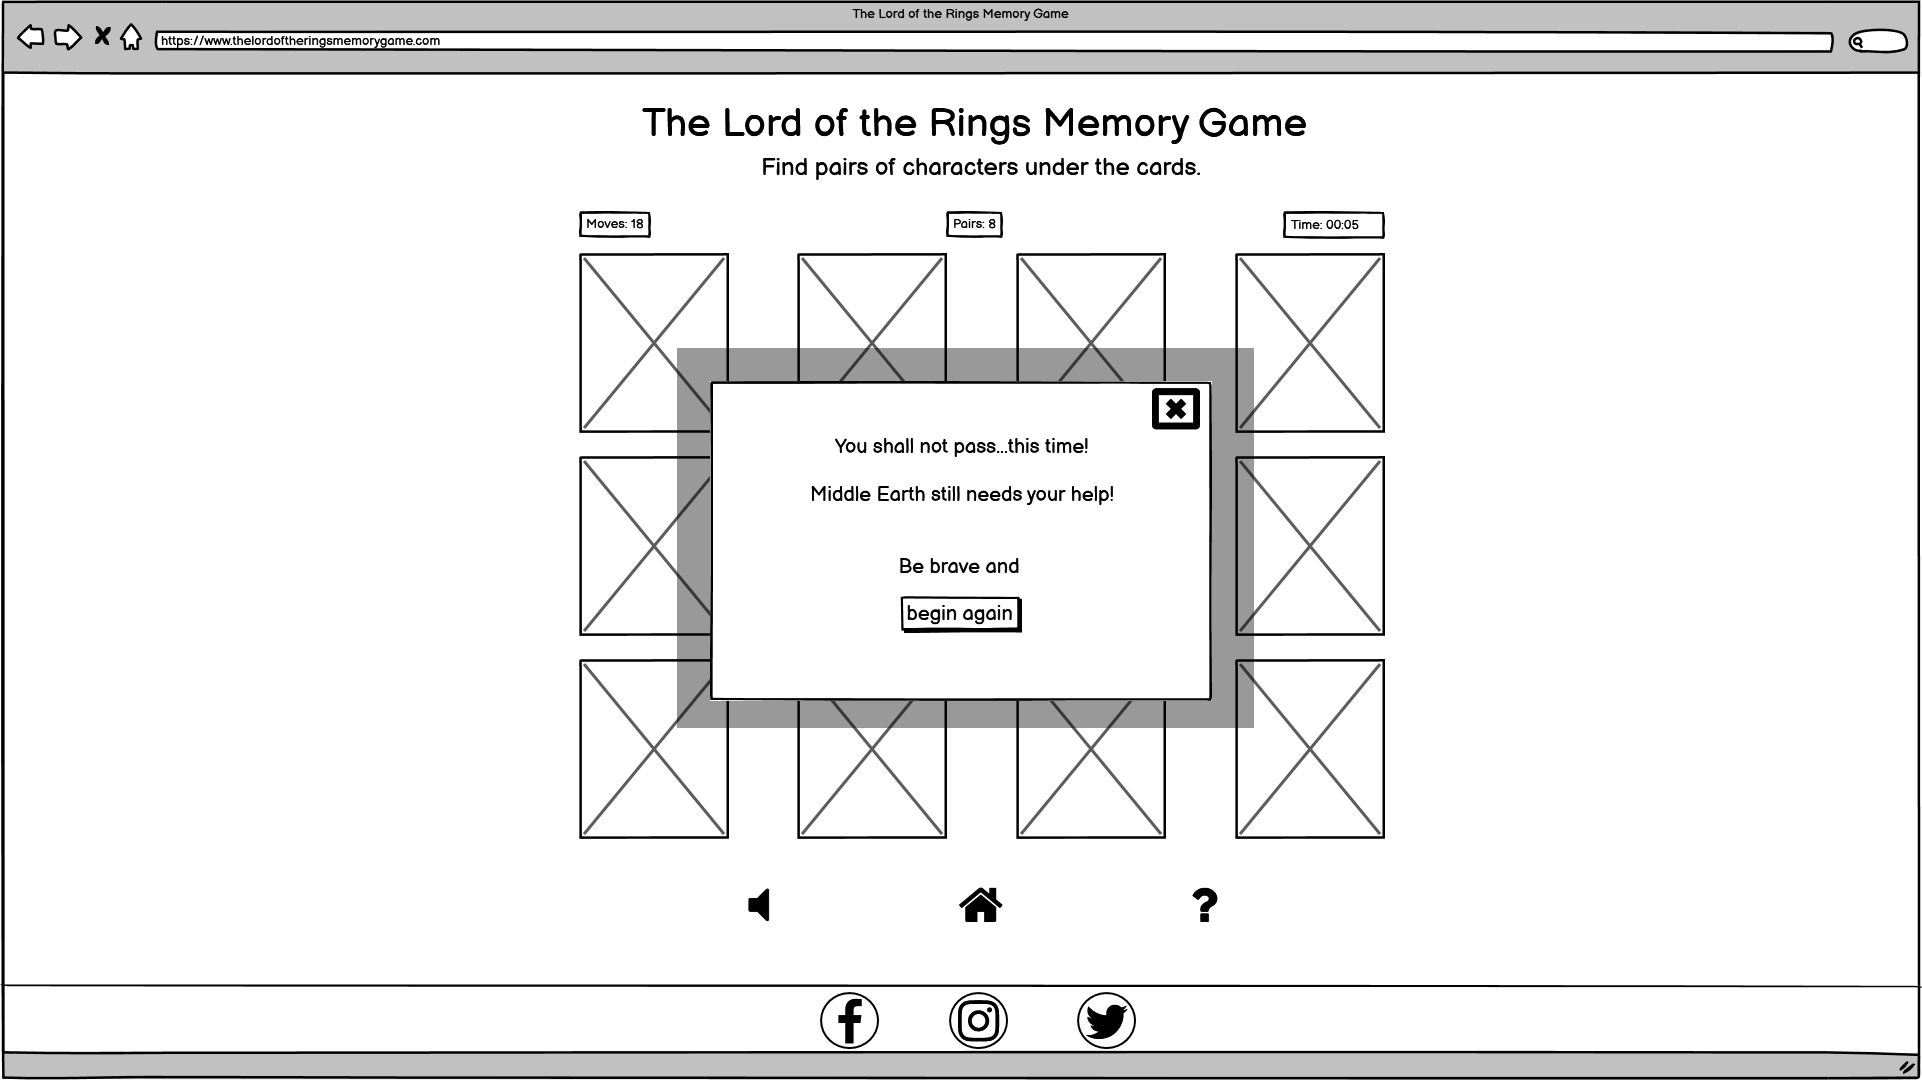 The Lord of the Rings Memory Game
https://www.thelordoftheringsmemorygame.com
The Lord of the Rings Memory Game
Find pairs of characters under the cards.
Moves: 18
Pairs: 8
Time: 00:05
You shall not pass...this time!
Middle Earth still needs your help!
Be brave and
begin again